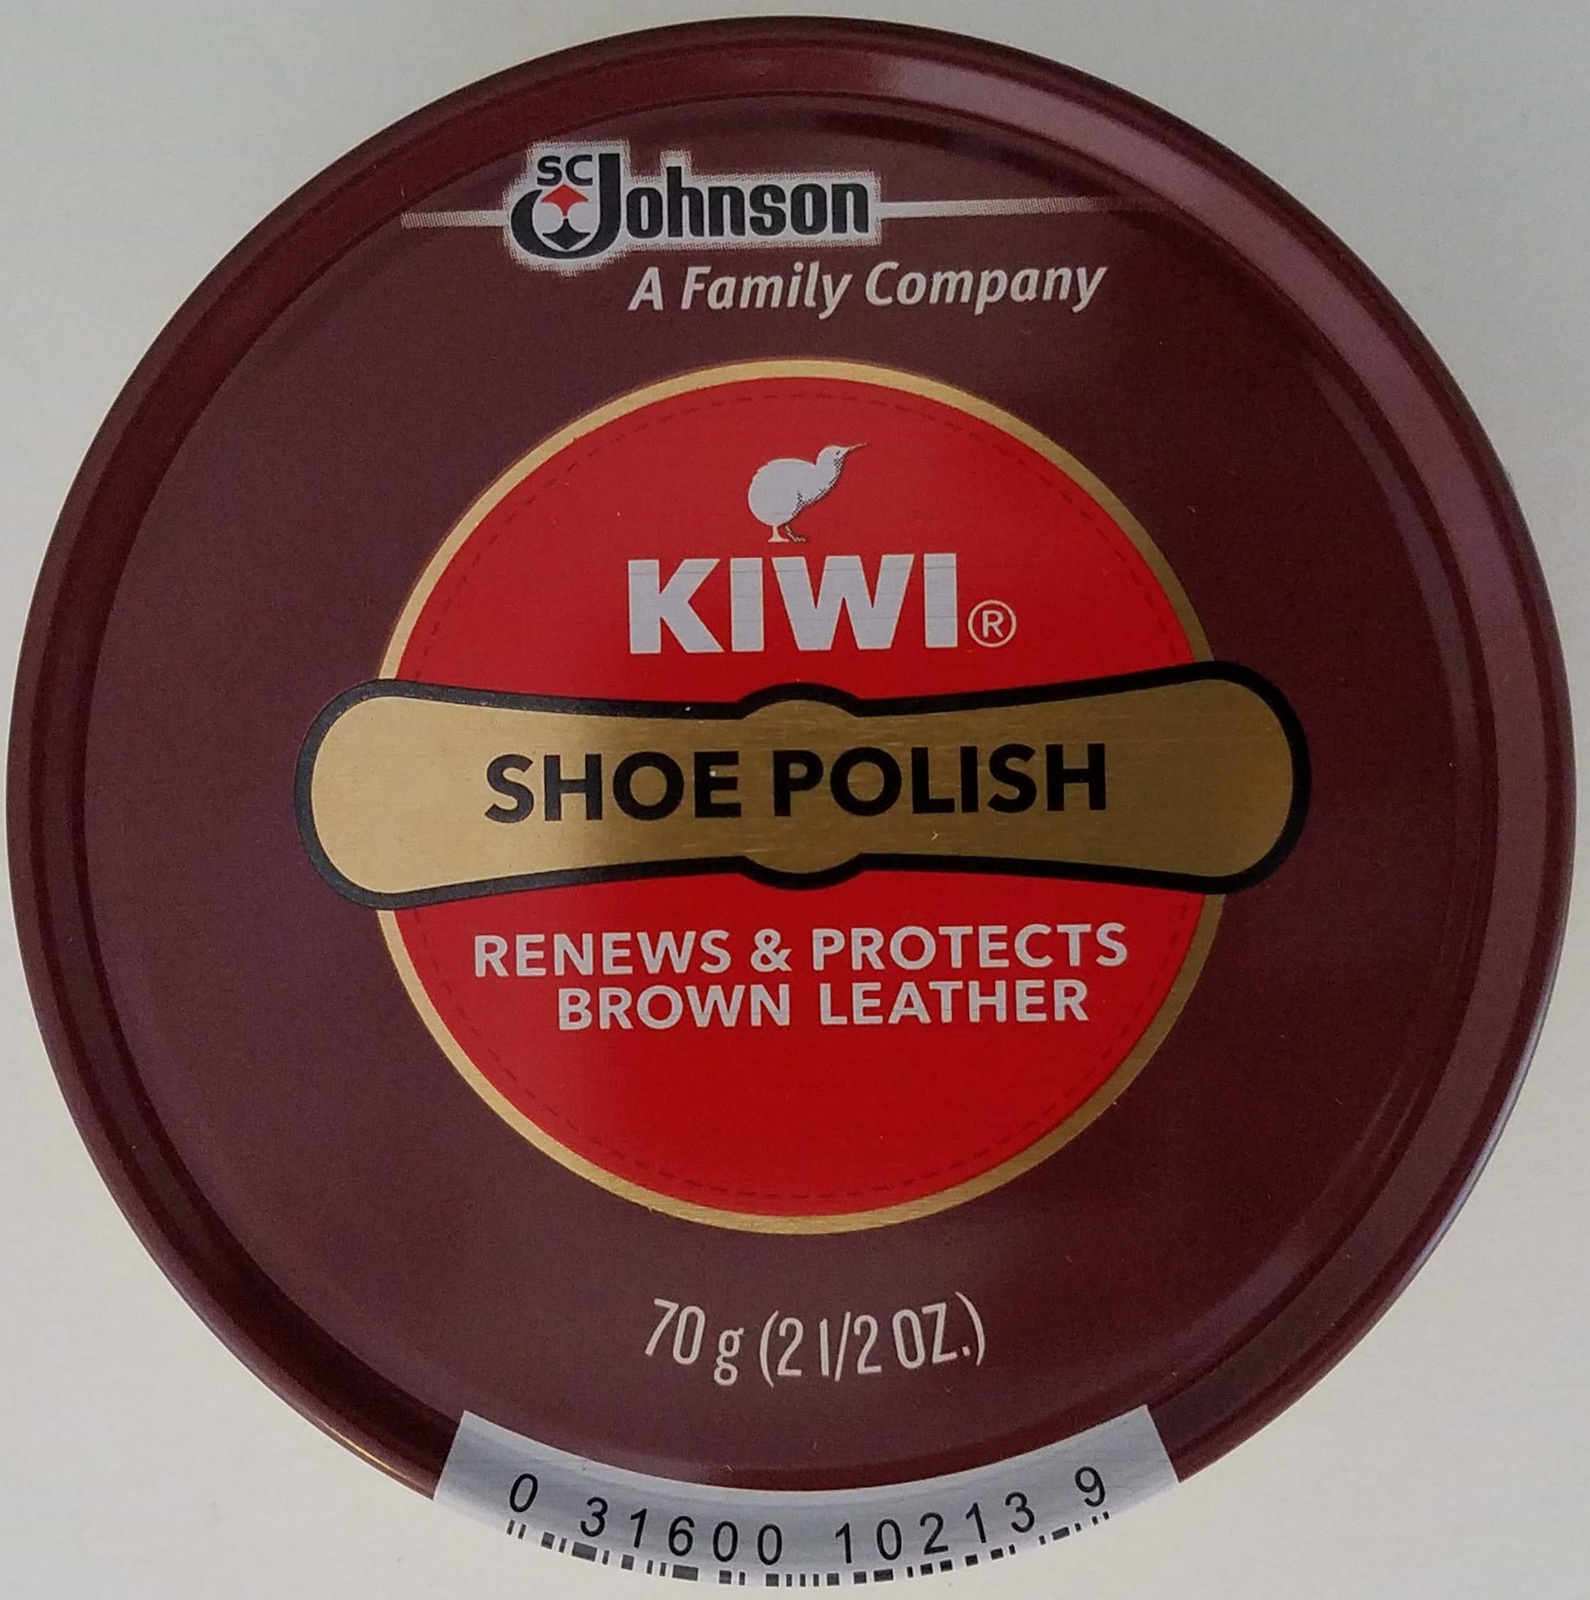 SC Johnson
A Family Company
KIWI®
SHOE POLISH
RENEWS & PROTECTS
BROWN LEATHER
70 g (2 1/2 OZ.)
0 31600 10213 9